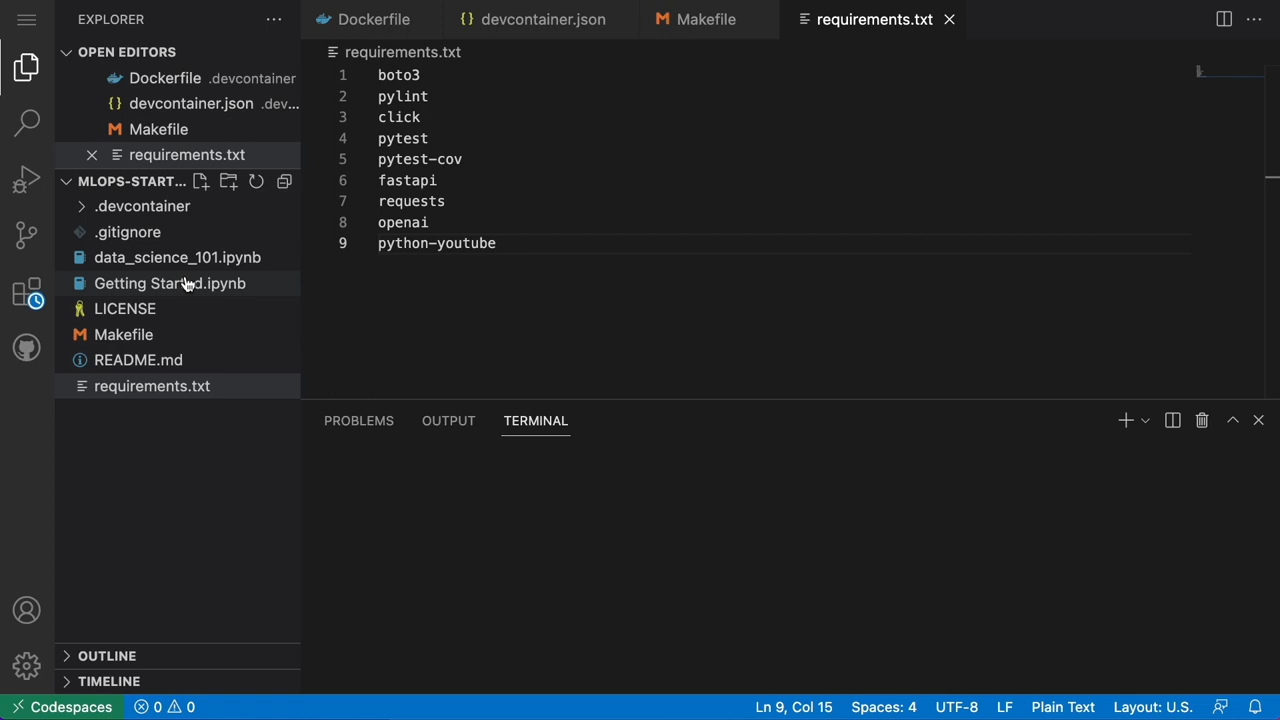 EXPLORER
OPEN EDITORS
Dockerfile .devcontainer
{} devcontainer.json .dev...
Makefile
requirements.txt
MLOPS-START...
.devcontainer
.gitignore
data_science_101.ipynb
Getting Started.ipynb
LICENSE
Makefile
README.md
requirements.txt
OUTLINE
TIMELINE
Dockerfile
{} devcontainer.json
Makefile
requirements.txt
requirements.txt
1 boto3
2 pylint
3 click
4 pytest
5 pytest-cov
6 fastapi
7 requests
8 openai
9 python-youtube
PROBLEMS OUTPUT TERMINAL
Codespaces 0 0 Ln 9, Col 15 Spaces: 4 UTF-8 LF Plain Text Layout: U.S.